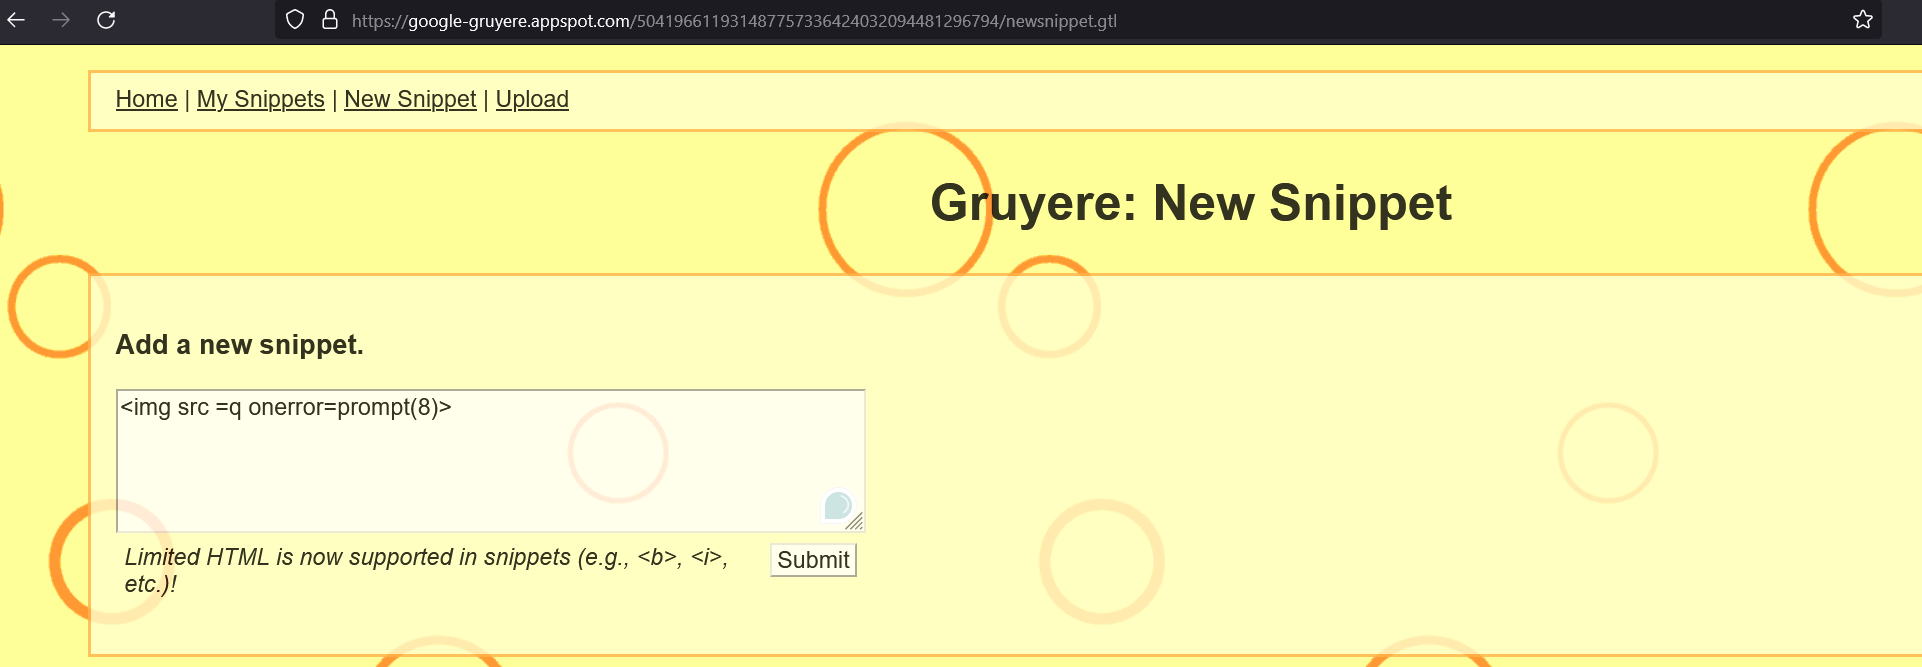 https://google-gruyere.appspot.com/504196611931487757336424032094481296794/newsnippet.gtl
Home | My Snippets | New Snippet | Upload
Gruyere: New Snippet
Add a new snippet.
<img src =q onerror=prompt(8)>
Limited HTML is now supported in snippets (e.g., <b>, <i>,
etc.)!
Submit